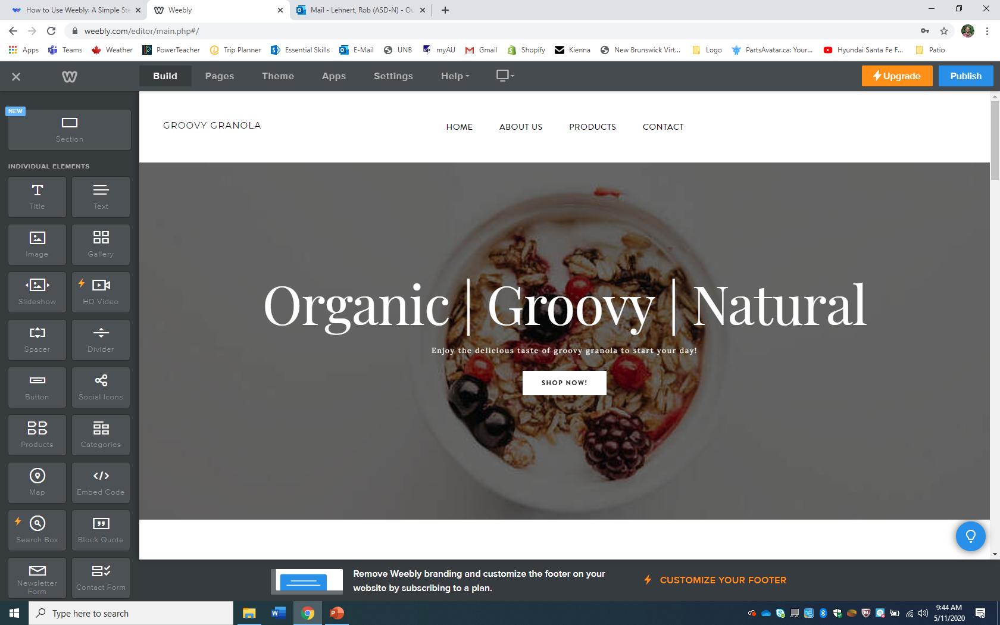 How to Use Weebly: A Simple Ste
Weebly
Mail - Lehnert, Rob (ASD-N) - Ou
weebly.com/editor/main.php#/
Apps Teams Weather PowerTeacher Trip Planner Essential Skills E-Mail UNB myAU Gmail Shopify Kienna New Brunswick Virt... Logo PartsAvatar.ca: Your... Hyundai Santa Fe F... Patio
Build Pages Theme Apps Settings Help Upgrade Publish
NEW
Section
INDIVIDUAL ELEMENTS
Title Text
Image Gallery
Slideshow HD Video
Spacer Divider
Button Social Icons
Products Categories
Map Embed Code
Search Box Block Quote
Newsletter Form Contact Form
GROOVY GRANOLA
HOME ABOUT US PRODUCTS CONTACT
Organic | Groovy | Natural
Enjoy the delicious taste of groovy granola to start your day!
SHOP NOW!
Remove Weebly branding and customize the footer on your
website by subscribing to a plan.
CUSTOMIZE YOUR FOOTER
Type here to search
9:44 AM
5/11/2020